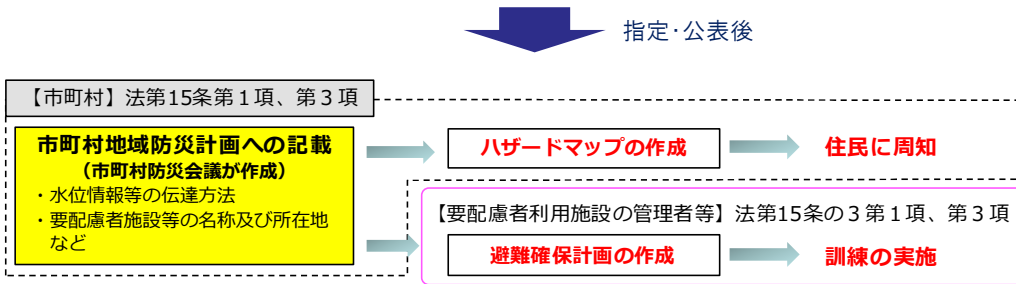 指定・公表後
【市町村】法第15条第１項、第３項
市町村地域防災計画への記載
(市町村防災会議が作成)
・水位情報等の伝達方法
・要配慮者施設等の名称及び所在地
など
ハザードマップの作成
住民に周知
【要配慮者利用施設の管理者等】法第15条の３第１項、第３項
避難確保計画の作成
訓練の実施